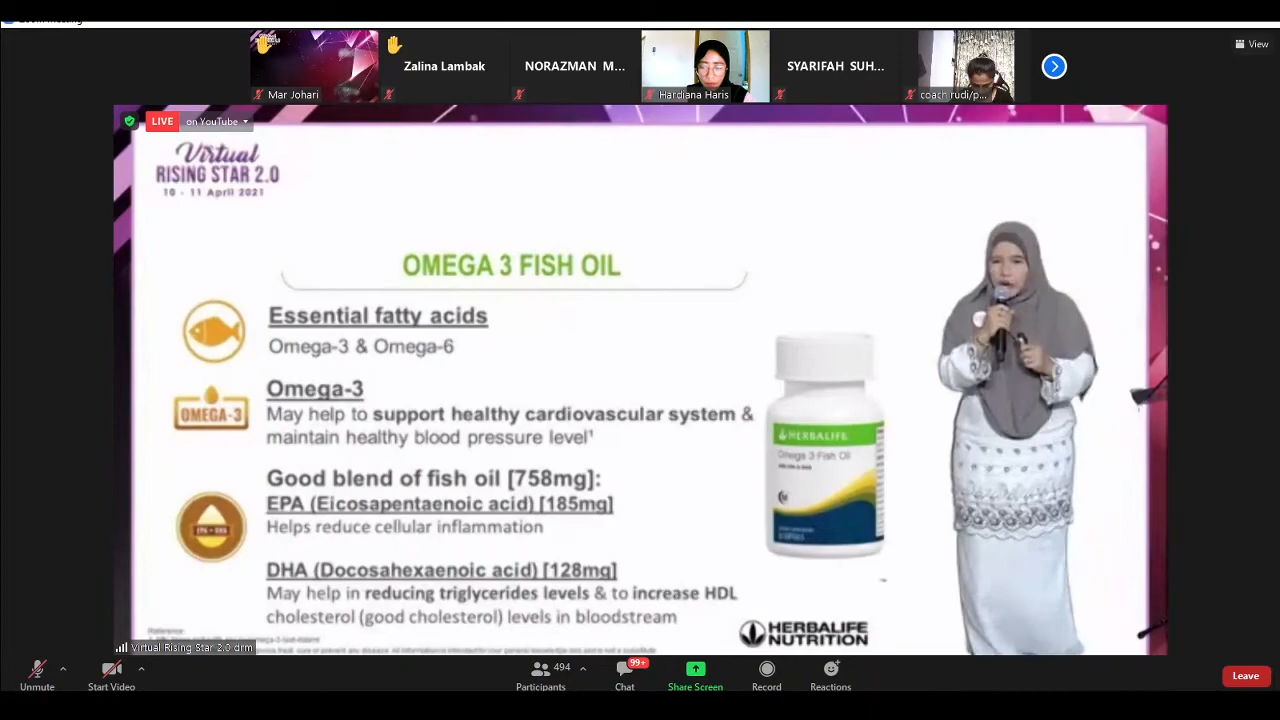 View
Zalina Lambak
NORAZMAN M...
SYARIFAH SUH...
Mar Johari
Hardiana Haris
coach rudi/p...
LIVE on YouTube
Virtual
RISING STAR 2.0
10 - 11 April 2021
OMEGA 3 FISH OIL
Essential fatty acids
Omega-3 & Omega-6
Omega-3
OMEGA-3
May help to support healthy cardiovascular system &
maintain healthy blood pressure level¹
Good blend of fish oil [758mg]:
EPA (Eicosapentaenoic acid) [185mg]
Helps reduce cellular inflammation
DHA (Docosahexaenoic acid) [128mg]
May help in reducing triglycerides levels & to increase HDL
cholesterol (good cholesterol) levels in bloodstream
HERBALIFE
Omega 3 Fish Oil
HERBALIFE
NUTRITION
Reference:
Virtual Rising Star 2.0 drm
Unmute
Start Video
494
Participants
99+
Chat
Share Screen
Record
Reactions
Leave